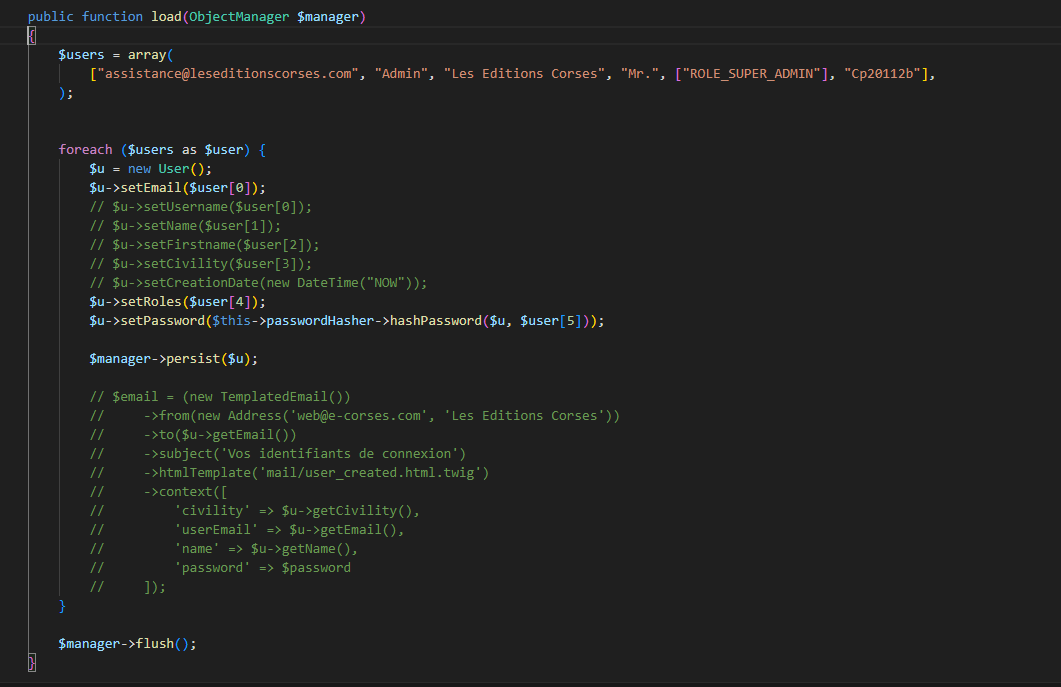 public function load(ObjectManager $manager)
{
$users = array(
["assistance@leseditionscorses.com", "Admin", "Les Editions Corses", "Mr.", ["ROLE_SUPER_ADMIN"], "Cp20112b"],
);
foreach ($users as $user) {
$u = new User();
$u->setEmail($user[0]);
// $u->setUsername($user[0]);
// $u->setName($user[1]);
// $u->setFirstname($user[2]);
// $u->setCivility($user[3]);
// $u->setCreationDate(new DateTime("NOW"));
$u->setRoles($user[4]);
$u->setPassword($this->passwordHasher->hashPassword($u, $user[5]));
$manager->persist($u);
// $email = (new TemplatedEmail())
//     ->from(new Address('web@e-corses.com', 'Les Editions Corses'))
//     ->to($u->getEmail())
//     ->subject('Vos identifiants de connexion')
//     ->htmlTemplate('mail/user_created.html.twig')
//     ->context([
//         'civility' => $u->getCivility(),
//         'userEmail' => $u->getEmail(),
//         'name' => $u->getName(),
//         'password' => $password
//     ]);
}
$manager->flush();
}